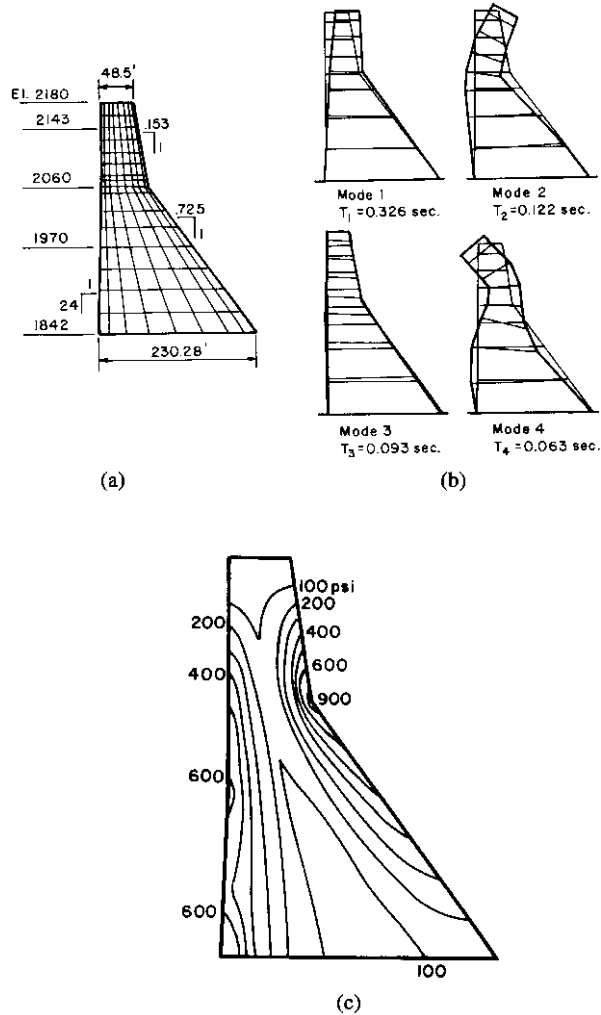 48.5'
El. 2180
2143
.153
1
2060
.725
1
1970
1
24
1842
230.28'
(a)
Mode 1
T1=0.326 sec.
Mode 2
T2=0.122 sec.
Mode 3
T3=0.093 sec.
Mode 4
T4=0.063 sec.
(b)
100 psi
200
200
400
400
600
900
600
600
100
(c)